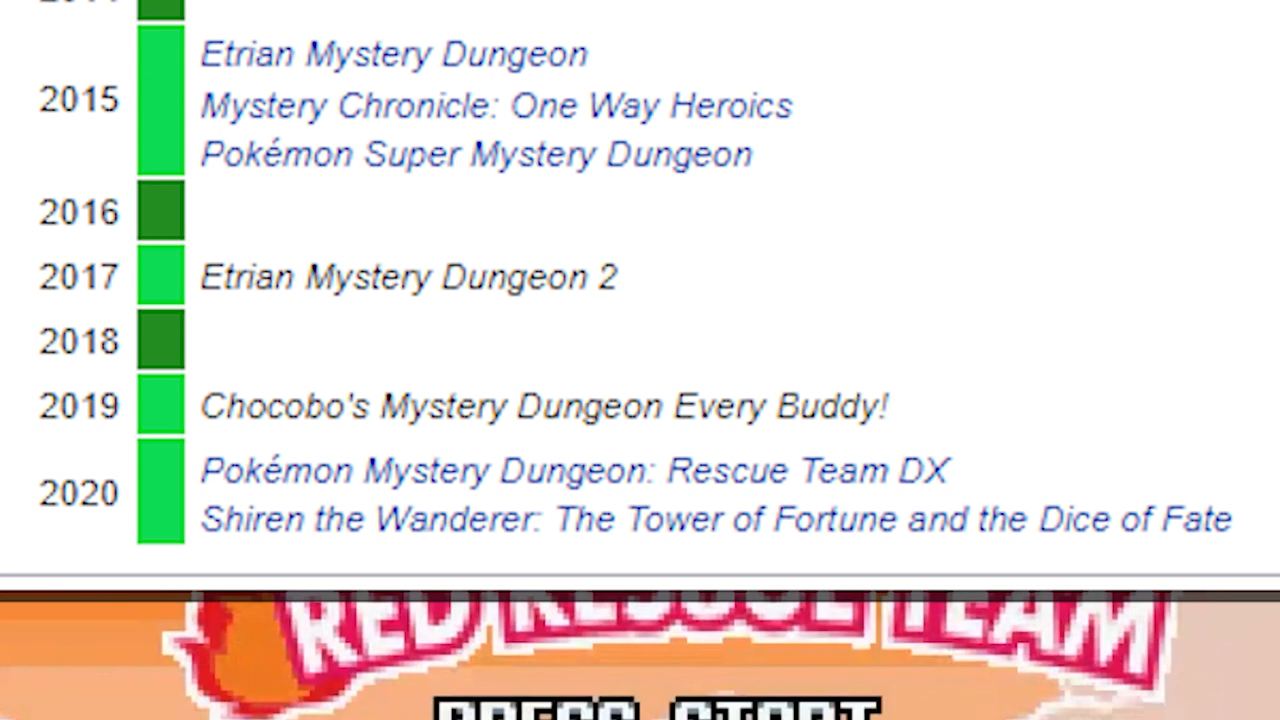 2015
Etrian Mystery Dungeon
Mystery Chronicle: One Way Heroics
Pokémon Super Mystery Dungeon
2016
2017 Etrian Mystery Dungeon 2
2018
2019 Chocobo's Mystery Dungeon Every Buddy!
2020
Pokémon Mystery Dungeon: Rescue Team DX
Shiren the Wanderer: The Tower of Fortune and the Dice of Fate
RED RESCUE TEAM
PRESS START